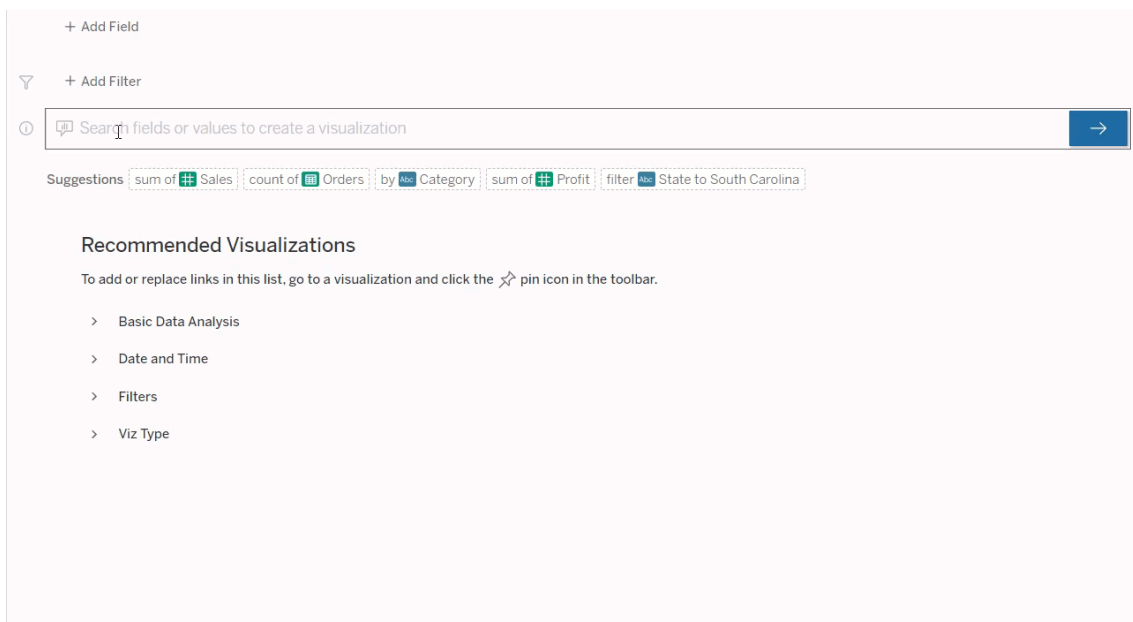 + Add Field
+ Add Filter
Search fields or values to create a visualization
Suggestions sum of Sales count of Orders by Abc Category sum of Profit filter Abc State to South Carolina
Recommended Visualizations
To add or replace links in this list, go to a visualization and click the pin icon in the toolbar.
Basic Data Analysis
Date and Time
Filters
Viz Type